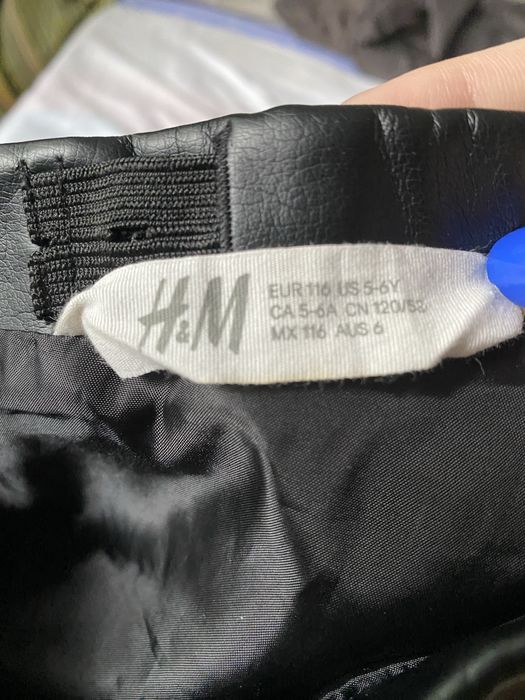 H&M
EUR 116 US 5-6Y
CA 5-6A CN 120/53
MX 116 AUS 6